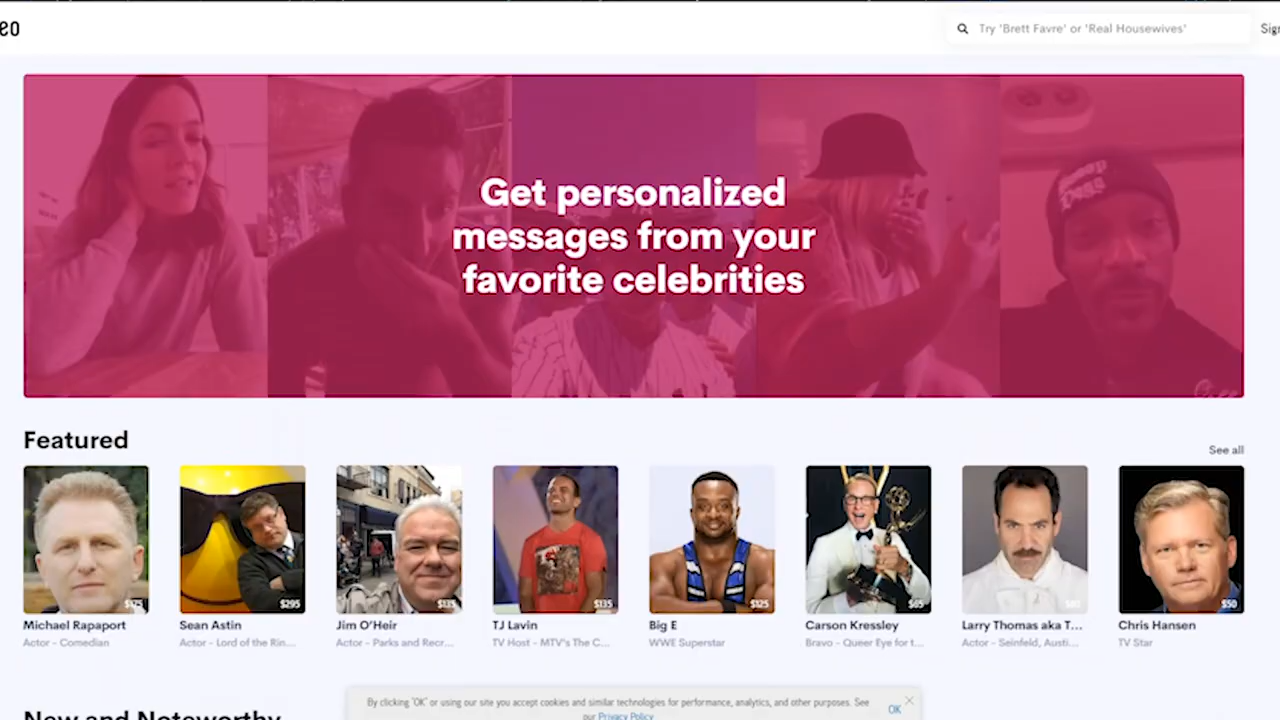 eo
Try 'Brett Favre' or 'Real Housewives'
Sign
Get personalized
messages from your
favorite celebrities
Featured
See all
$295
$135
$135
$125
$65
$50
Michael Rapaport
Sean Astin
Jim O'Heir
TJ Lavin
Big E
Carson Kressley
Larry Thomas aka T...
Chris Hansen
Actor - Comedian
Actor - Lord of the Rin...
Actor - Parks and Recr...
TV Host - MTV's The C...
WWE Superstar
Bravo - Queer Eye for t...
Actor - Seinfeld, Austi...
TV Star
New and Noteworthy
By clicking "OK" or using our site you accept cookies and similar technologies for performance, analytics, and other purposes. See
our Privacy Policy
OK